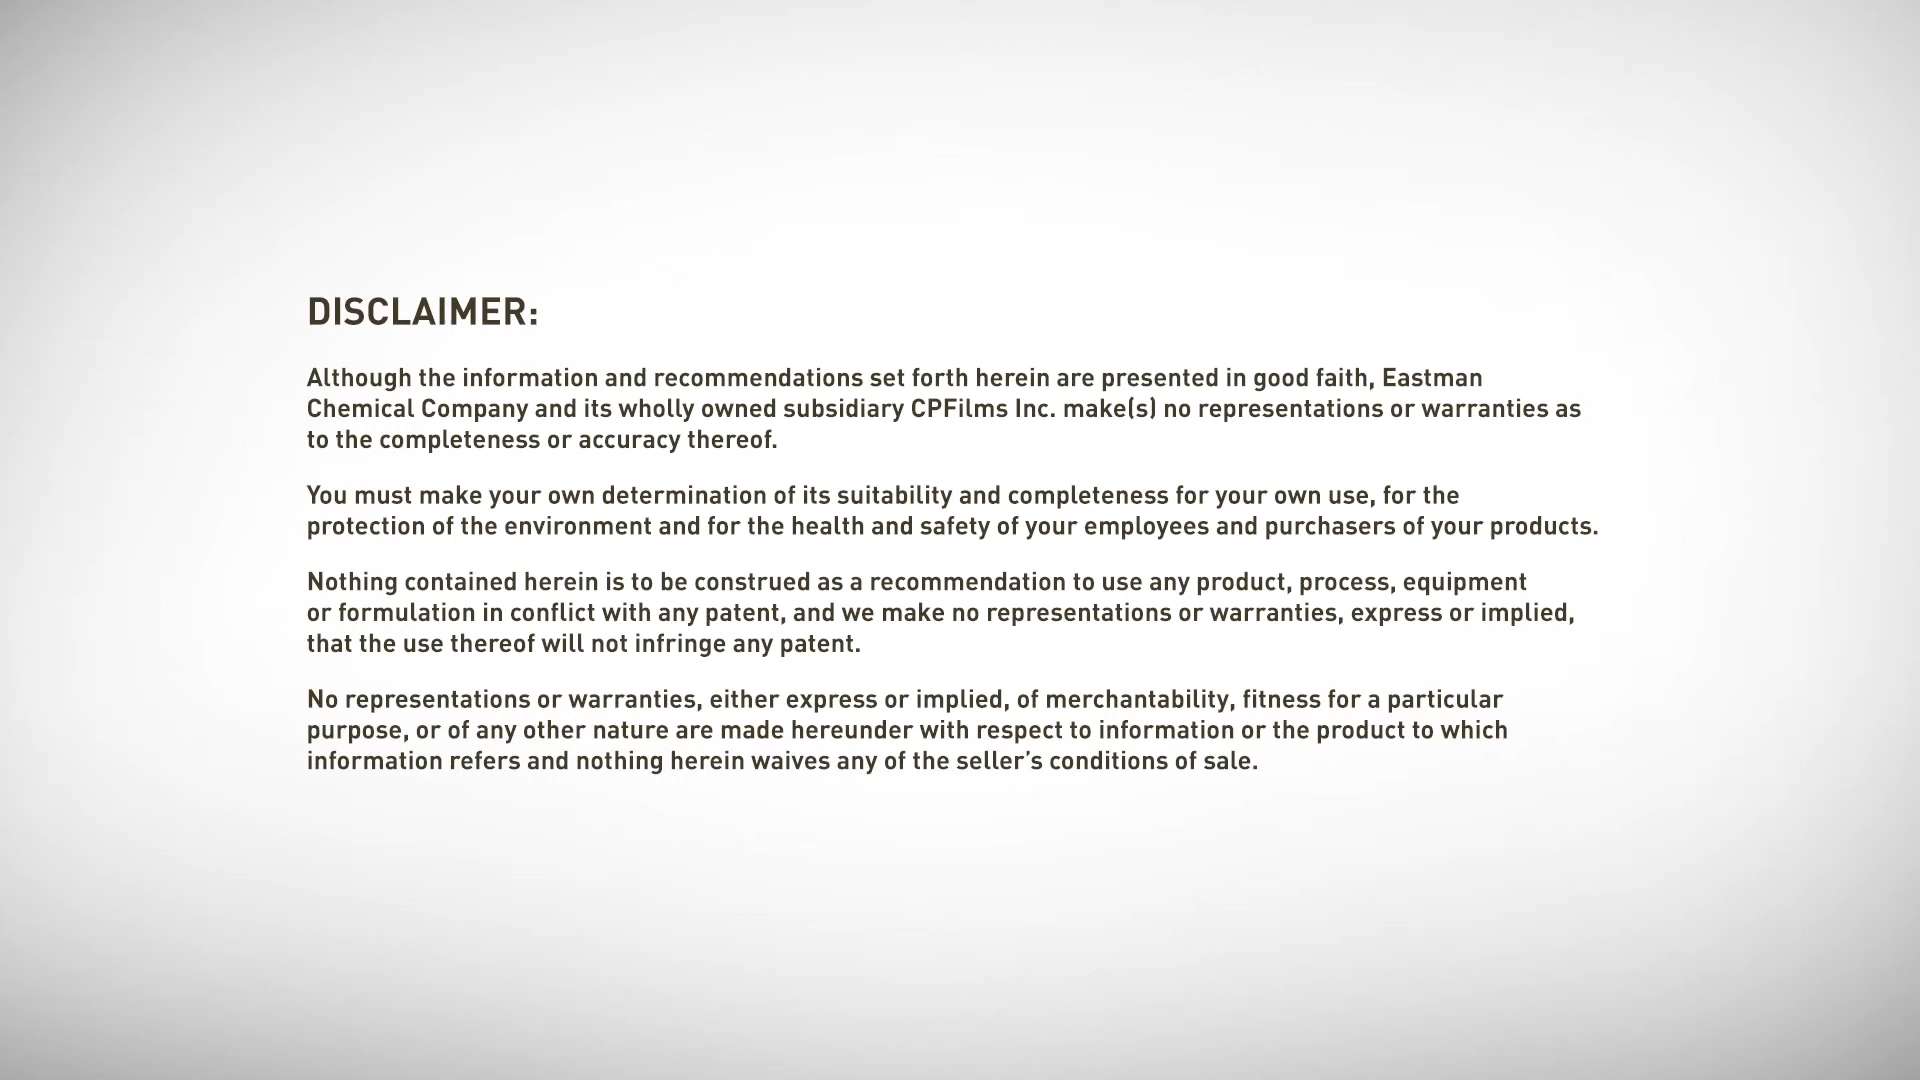 DISCLAIMER:
Although the information and recommendations set forth herein are presented in good faith, Eastman
Chemical Company and its wholly owned subsidiary CPFilms Inc. make(s) no representations or warranties as
to the completeness or accuracy thereof.
You must make your own determination of its suitability and completeness for your own use, for the
protection of the environment and for the health and safety of your employees and purchasers of your products.
Nothing contained herein is to be construed as a recommendation to use any product, process, equipment
or formulation in conflict with any patent, and we make no representations or warranties, express or implied,
that the use thereof will not infringe any patent.
No representations or warranties, either express or implied, of merchantability, fitness for a particular
purpose, or of any other nature are made hereunder with respect to information or the product to which
information refers and nothing herein waives any of the seller’s conditions of sale.